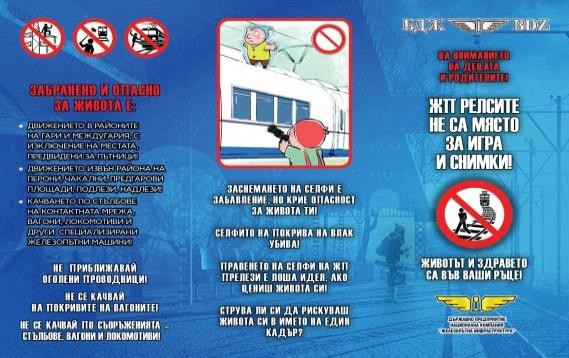 ЗАБРАНЕНО И ОПАСНО
ЗА ЖИВОТА Е:
• ДВИЖЕНИЕТО В РАЙОНИТЕ
НА ГАРИ И МЕЖДУГАРИЯ, С
ИЗКЛЮЧЕНИЕ НА МЕСТАТА,
ПРЕДВИДЕНИ ЗА ПЪТНИЦИ!
• ДВИЖЕНИЕТО ИЗВЪН РАЙОНА НА
ПЕРОНИ, ЧАКАЛНИ, ПРЕДГАРОВИ
ПЛОЩАДИ, ПОДЛЕЗИ, НАДЛЕЗИ!
• КАЧВАНЕТО ПО СТЪЛБОВЕ
НА КОНТАКТНАТА МРЕЖА,
ВАГОНИ, ЛОКОМОТИВИ И
ДРУГИ СПЕЦИАЛИЗИРАНИ
ЖЕЛЕЗОПЪТНИ МАШИНИ!
НЕ ПРИБЛИЖАВАЙ
ОГОЛЕНИ ПРОВОДНИЦИ!
НЕ СЕ КАЧВАЙ
НА ПОКРИВИТЕ НА ВАГОНИТЕ!
НЕ СЕ КАЧВАЙ ПО СЪОРЪЖЕНИЯТА -
СТЪЛБОВЕ, ВАГОНИ И ЛОКОМОТИВИ!
ЗАСНЕМАНЕТО НА СЕЛФИ Е
ЗАБАВЛЕНИЕ, НО КРИЕ ОПАСНОСТ
ЗА ЖИВОТА ТИ!
СЕЛФИТО НА ПОКРИВА НА ВЛАК
УБИВА!
ПРАВЕНЕТО НА СЕЛФИ НА ЖП
ПРЕЛЕЗИ Е ЛОША ИДЕЯ, АКО
ЦЕНИШ ЖИВОТА СИ!
СТРУВА ЛИ СИ ДА РИСКУВАШ
ЖИВОТА СИ В ИМЕТО НА ЕДИН
КАДЪР?
БДЖ BDZ
НА ВНИМАНИЕТО
НА ДЕЦАТА
И РОДИТЕЛИТЕ!
ЖП РЕЛСИТЕ
НЕ СА МЯСТО
ЗА ИГРА
И СНИМКИ!
ЖИВОТЪТ И ЗДРАВЕТО
СА ВЪВ ВАШИ РЪЦЕ!
ДЪРЖАВНО ПРЕДПРИЯТИЕ
НАЦИОНАЛНА КОМПАНИЯ
ЖЕЛЕЗОПЪТНА ИНФРАСТРУКТУРА